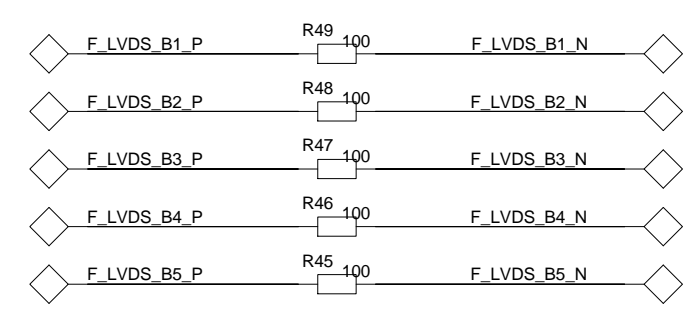 R49
F_LVDS_B1_P 100 F_LVDS_B1_N
R48
F_LVDS_B2_P 100 F_LVDS_B2_N
R47
F_LVDS_B3_P 100 F_LVDS_B3_N
R46
F_LVDS_B4_P 100 F_LVDS_B4_N
R45
F_LVDS_B5_P 100 F_LVDS_B5_N